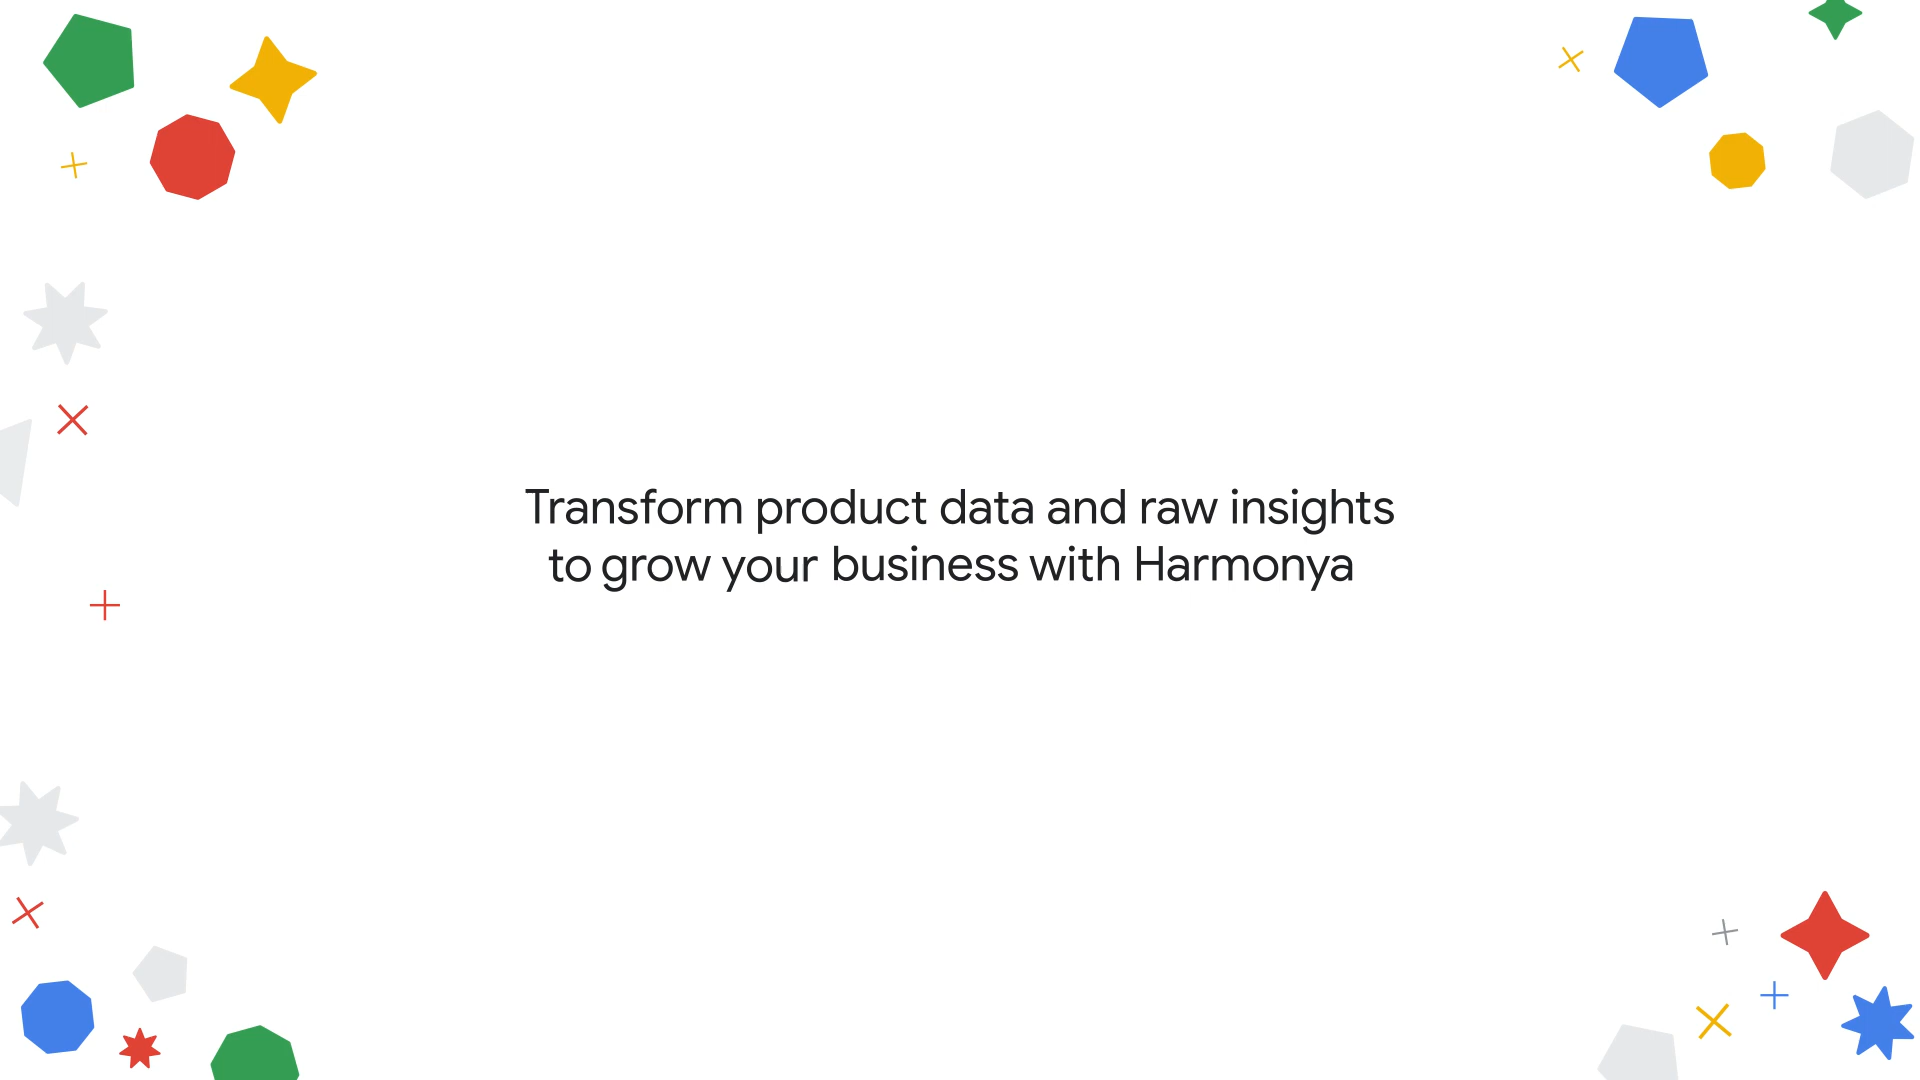 Transform product data and raw insights
to grow your business with Harmonya